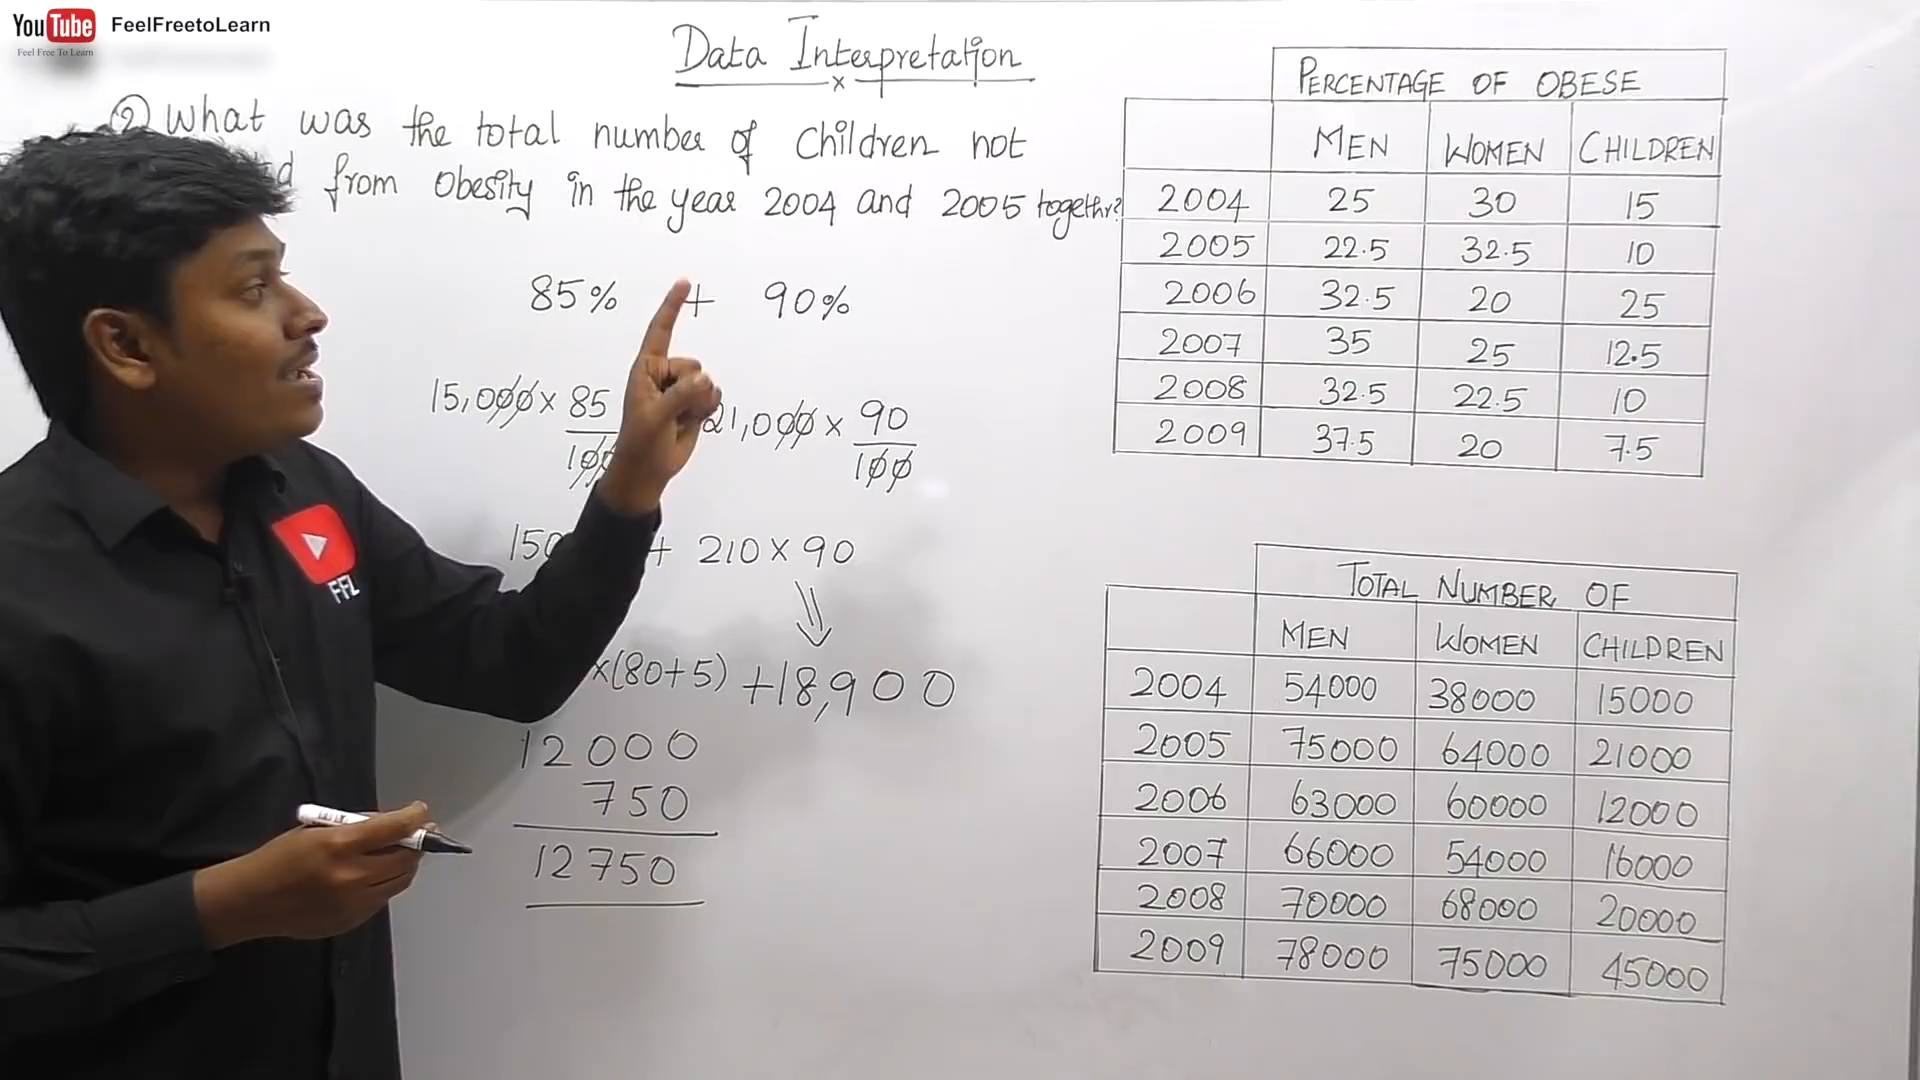 YouTube FeelFreetoLearn
Feel Free To Learn
Data Interpretation
② What was the total number of Children not
from Obesity in the year 2004 and 2005 togethr?
85% + 90%
15,000 × 85
100
21,000 × 90
100
+ 210 × 90
×(80+5) +18,900
12000
750
12750
FFL
PERCENTAGE OF OBESE
MEN WOMEN CHILDREN
2004 25 30 15
2005 22.5 32.5 10
2006 32.5 20 25
2007 35 25 12.5
2008 32.5 22.5 10
2009 37.5 20 7.5
TOTAL NUMBER OF
MEN WOMEN CHILDREN
2004 54000 38000 15000
2005 75000 64000 21000
2006 63000 60000 12000
2007 66000 54000 16000
2008 70000 68000 20000
2009 78000 75000 45000